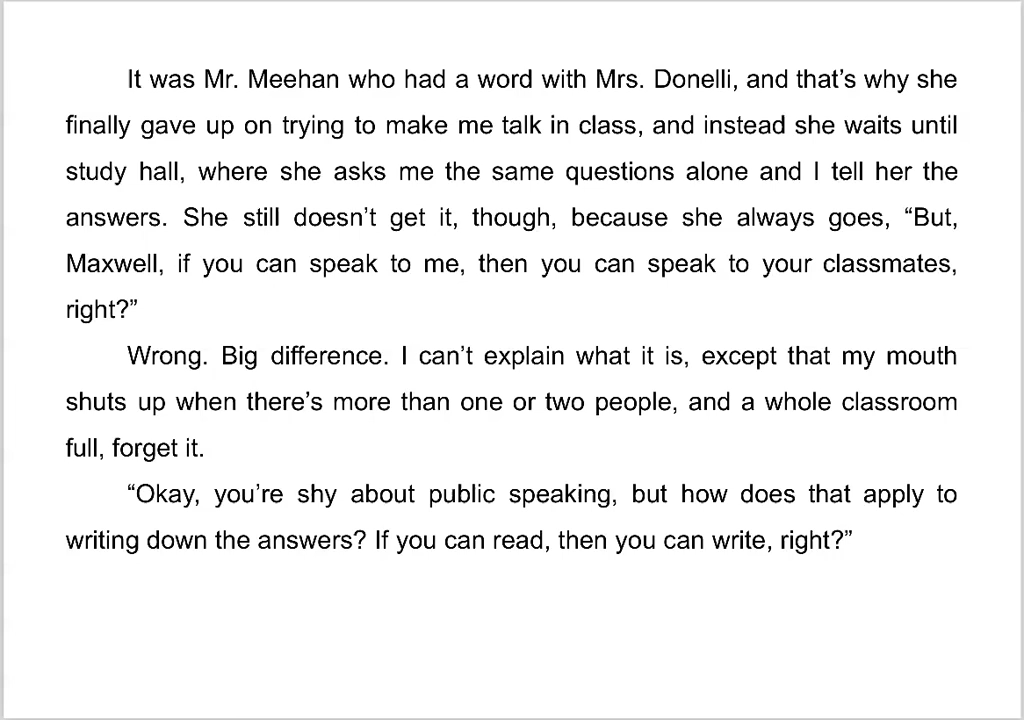 It was Mr. Meehan who had a word with Mrs. Donelli, and that’s why she
finally gave up on trying to make me talk in class, and instead she waits until
study hall, where she asks me the same questions alone and I tell her the
answers. She still doesn’t get it, though, because she always goes, “But,
Maxwell, if you can speak to me, then you can speak to your classmates,
right?”
Wrong. Big difference. I can’t explain what it is, except that my mouth
shuts up when there’s more than one or two people, and a whole classroom
full, forget it.
“Okay, you’re shy about public speaking, but how does that apply to
writing down the answers? If you can read, then you can write, right?”